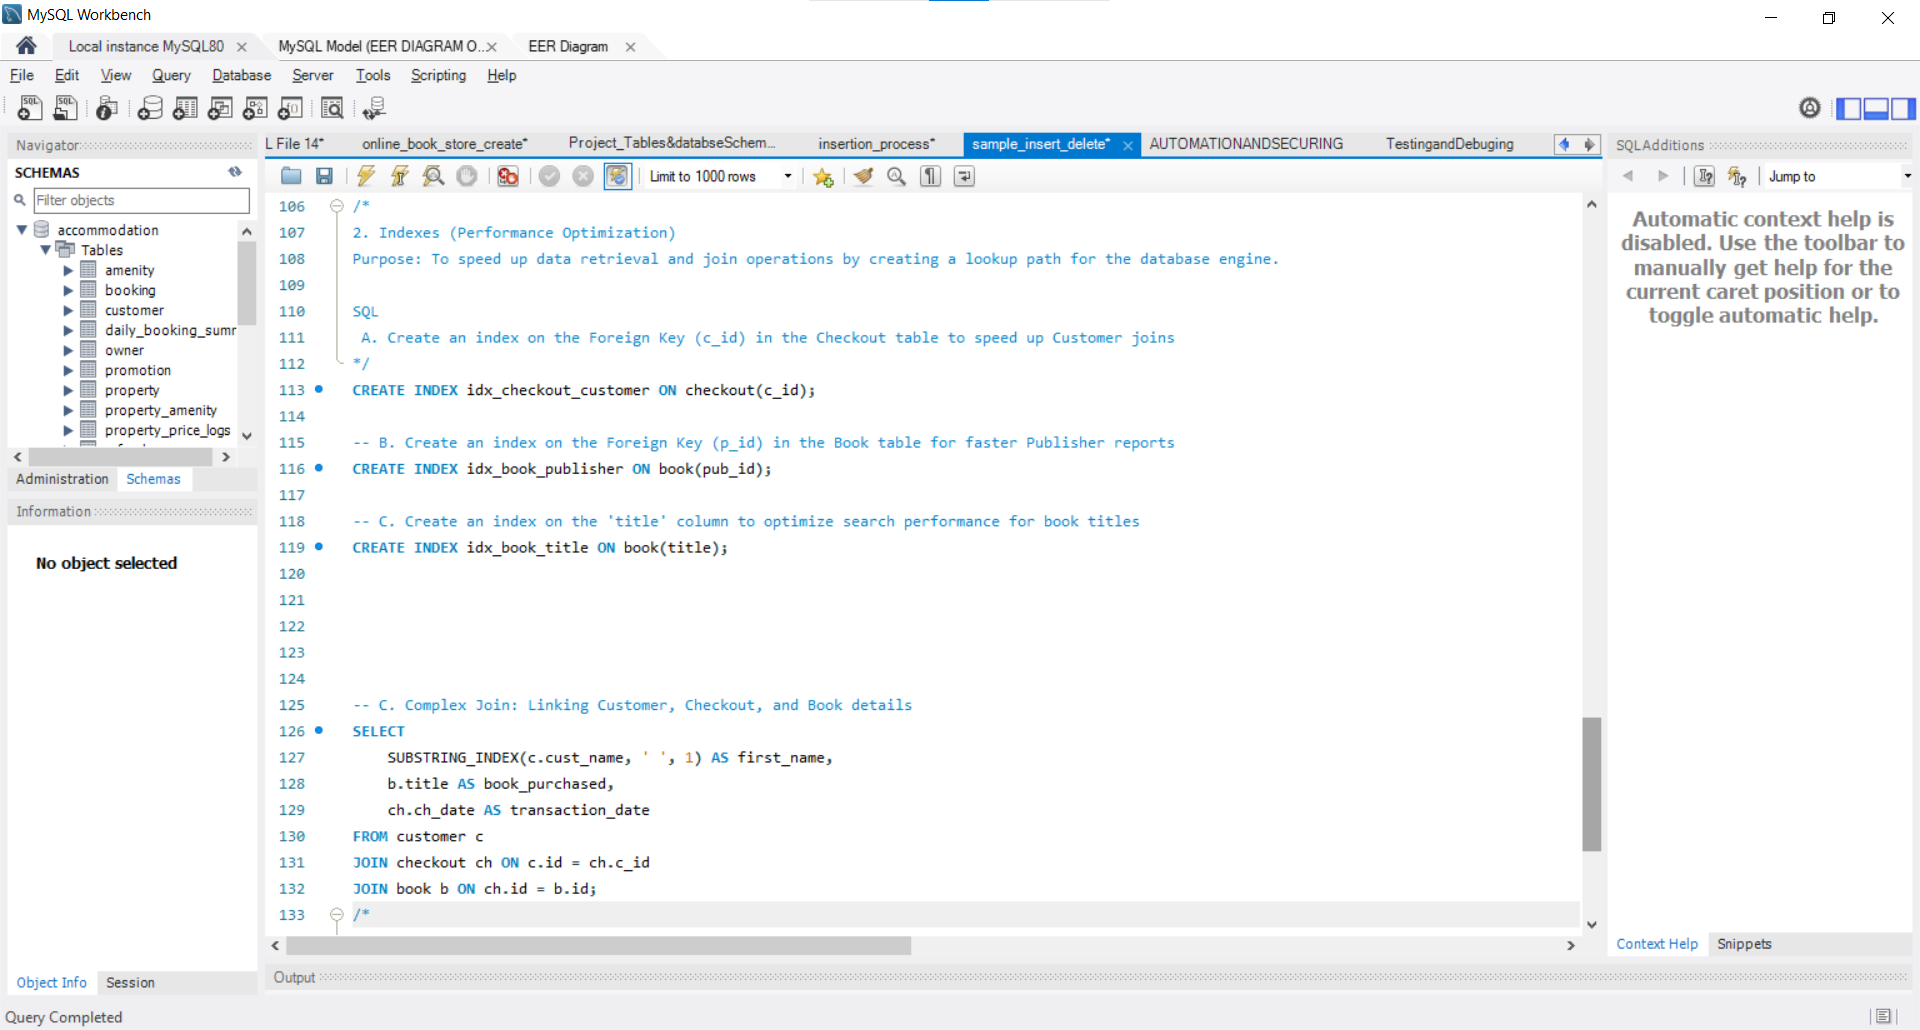 MySQL Workbench
Local instance MySQL80
MySQL Model (EER DIAGRAM O...
EER Diagram
File Edit View Query Database Server Tools Scripting Help
Navigator
SCHEMAS
Filter objects
accommodation
Tables
amenity
booking
customer
daily_booking_sumr
owner
promotion
property
property_amenity
property_price_logs
Administration Schemas
Information
No object selected
Object Info Session
L File 14* online_book_store_create* Project_Tables&databseSchem... insertion_process* sample_insert_delete* AUTOMATIONANDSECURING TestingandDebuging
Limit to 1000 rows
106 /*
107 2. Indexes (Performance Optimization)
108 Purpose: To speed up data retrieval and join operations by creating a lookup path for the database engine.
109
110 SQL
111 A. Create an index on the Foreign Key (c_id) in the Checkout table to speed up Customer joins
112 */
113 CREATE INDEX idx_checkout_customer ON checkout(c_id);
114
115 -- B. Create an index on the Foreign Key (p_id) in the Book table for faster Publisher reports
116 CREATE INDEX idx_book_publisher ON book(pub_id);
117
118 -- C. Create an index on the 'title' column to optimize search performance for book titles
119 CREATE INDEX idx_book_title ON book(title);
120
121
122
123
124
125 -- C. Complex Join: Linking Customer, Checkout, and Book details
126 SELECT
127 SUBSTRING_INDEX(c.cust_name, ' ', 1) AS first_name,
128 b.title AS book_purchased,
129 ch.ch_date AS transaction_date
130 FROM customer c
131 JOIN checkout ch ON c.id = ch.c_id
132 JOIN book b ON ch.id = b.id;
133 /*
Output
SQLAdditions
Jump to
Automatic context help is
disabled. Use the toolbar to
manually get help for the
current caret position or to
toggle automatic help.
Context Help Snippets
Query Completed